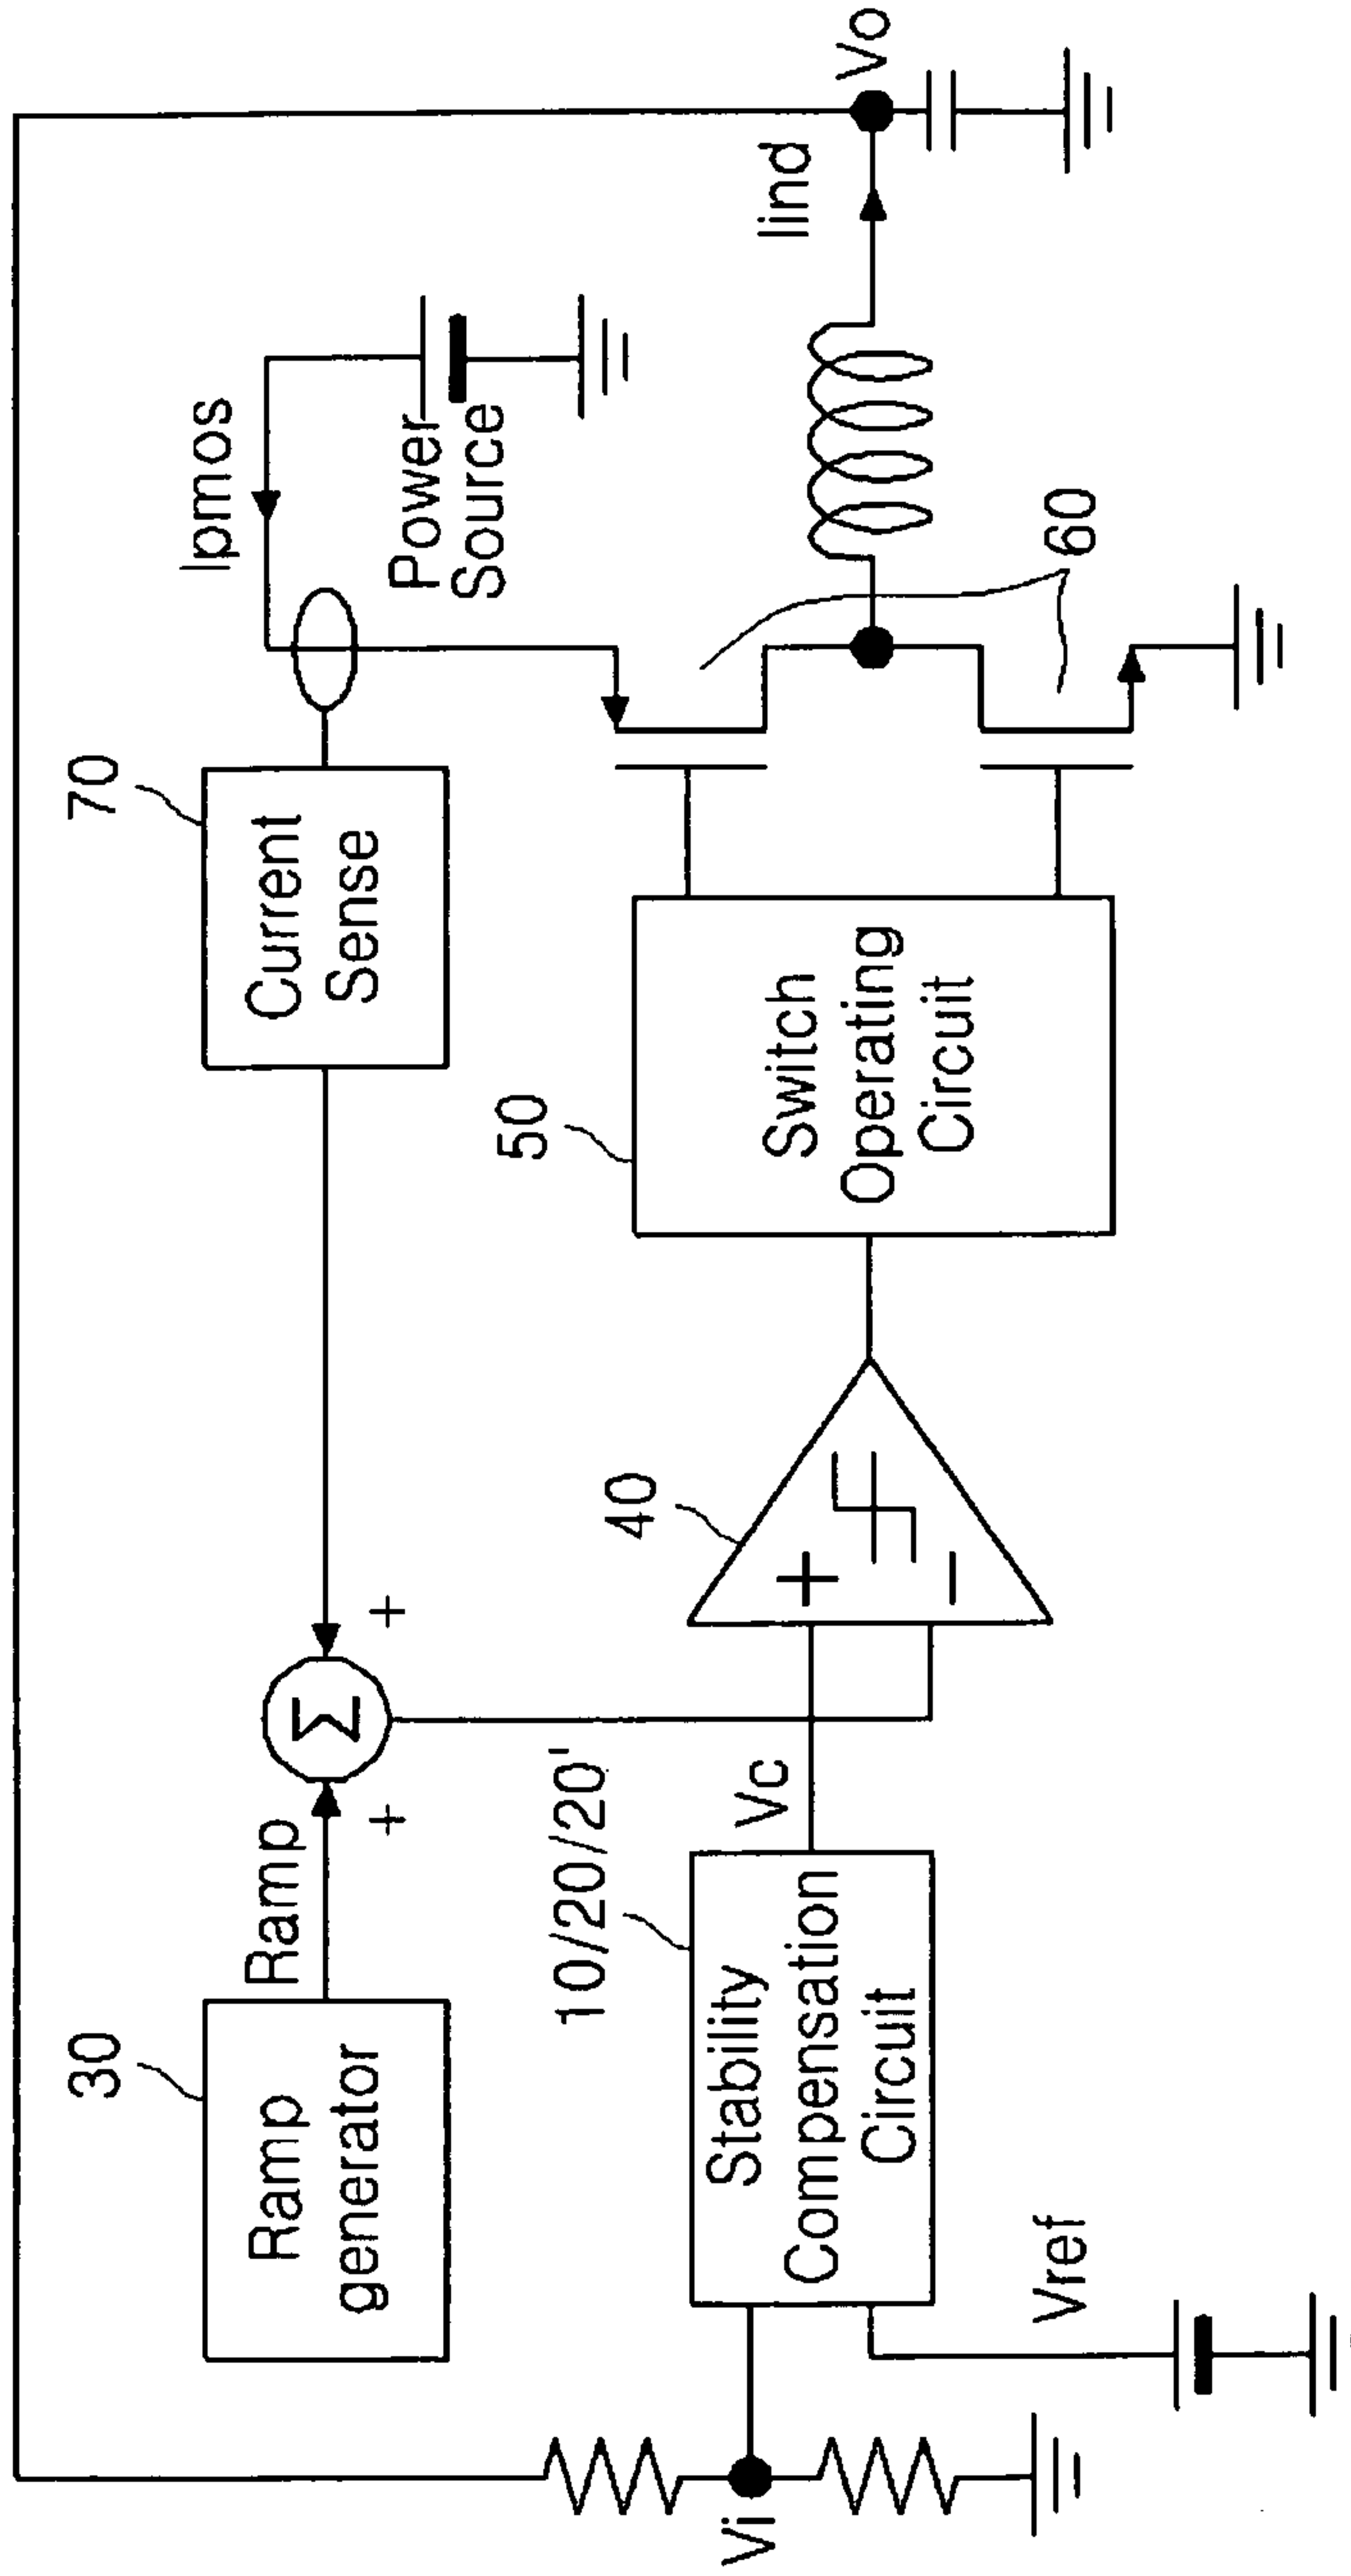 30
Ramp
generator
Ramp
+
Σ
+
70
Current
Sense
Ipmos
Power
Source
10/20/20'
Stability
Compensation
Circuit
Vc
Vi
Vref
40
+
−
50
Switch
Operating
Circuit
60
Iind
Vo